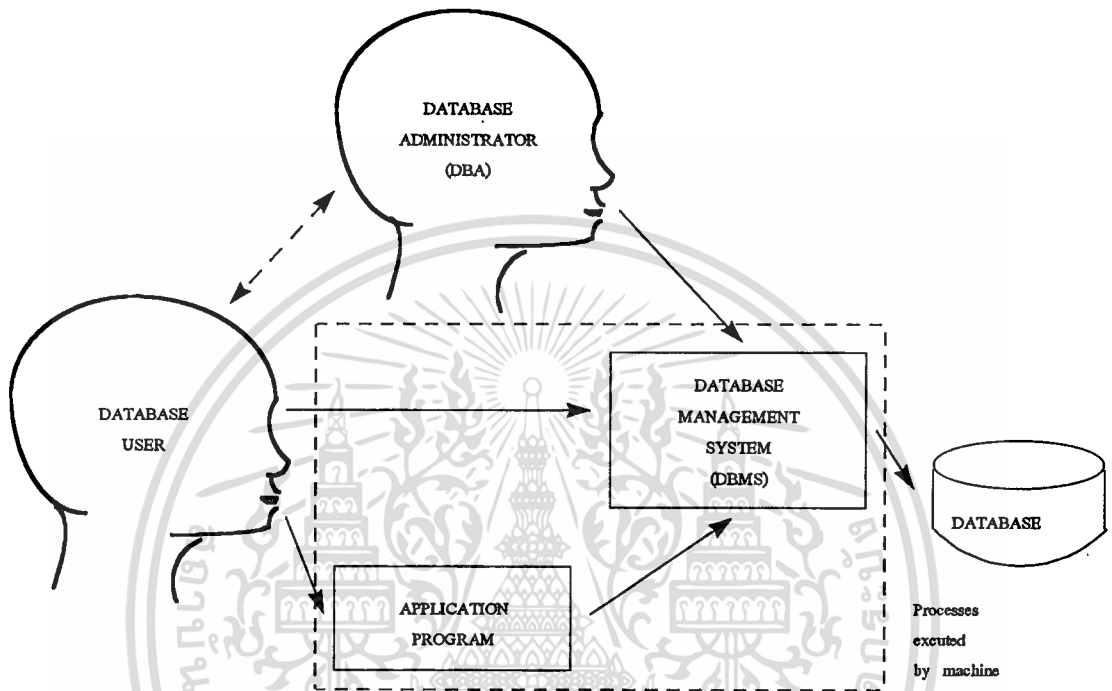 DATABASE
ADMINISTRATOR
(DBA)
DATABASE
USER
DATABASE
MANAGEMENT
SYSTEM
(DBMS)
DATABASE
APPLICATION
PROGRAM
Processes
excuted
by machine